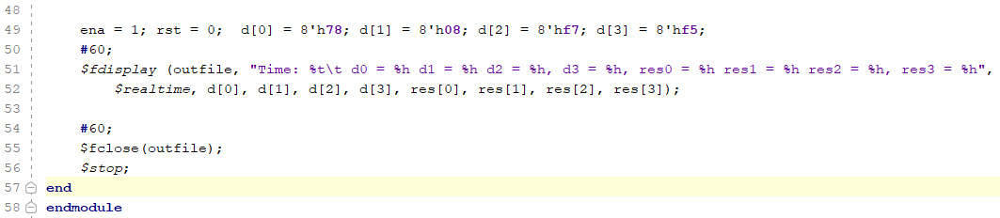 48
49 ena = 1; rst = 0; d[0] = 8'h78; d[1] = 8'h08; d[2] = 8'hf7; d[3] = 8'hf5;
50 #60;
51 $fdisplay (outfile, "Time: %t\t d0 = %h d1 = %h d2 = %h, d3 = %h, res0 = %h res1 = %h res2 = %h, res3 = %h",
52 $realtime, d[0], d[1], d[2], d[3], res[0], res[1], res[2], res[3]);
53
54 #60;
55 $fclose(outfile);
56 $stop;
57 end
58 endmodule